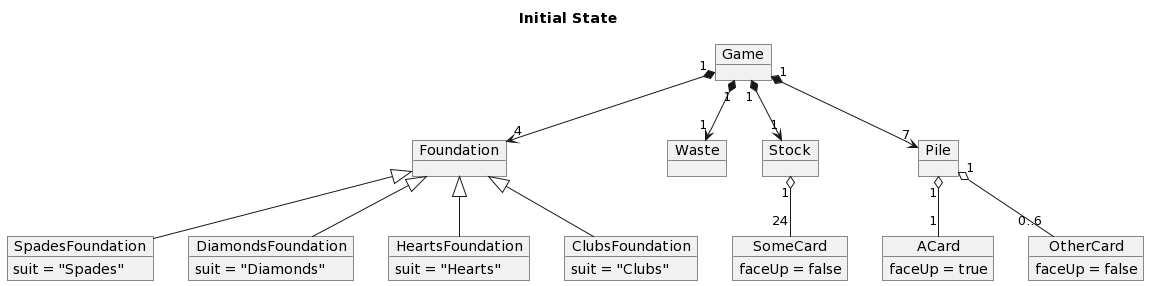 Initial State
Game
1
1
1
1
4
1
1
7
Foundation
Waste
Stock
Pile
1
1
1
24
1
0..6
SpadesFoundation
suit = "Spades"
DiamondsFoundation
suit = "Diamonds"
HeartsFoundation
suit = "Hearts"
ClubsFoundation
suit = "Clubs"
SomeCard
faceUp = false
ACard
faceUp = true
OtherCard
faceUp = false